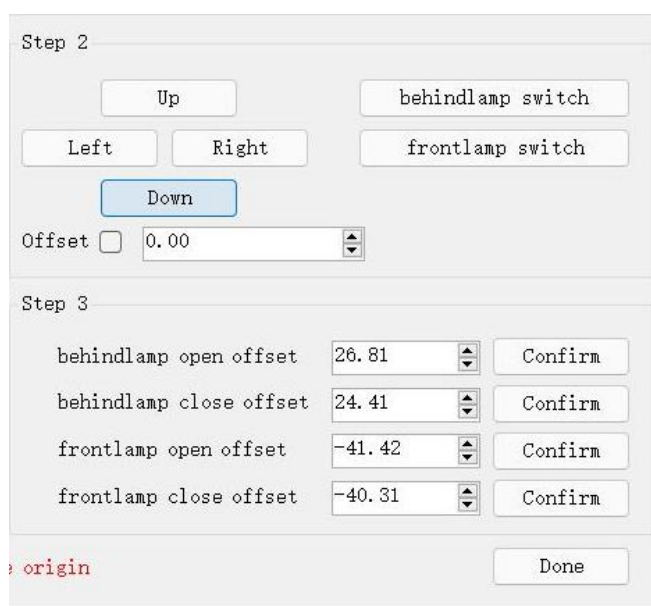 Step 2
Up
behindlamp switch
Left Right
frontlamp switch
Down
Offset 0.00
Step 3
behindlamp open offset 26.81 Confirm
behindlamp close offset 24.41 Confirm
frontlamp open offset -41.42 Confirm
frontlamp close offset -40.31 Confirm
origin Done